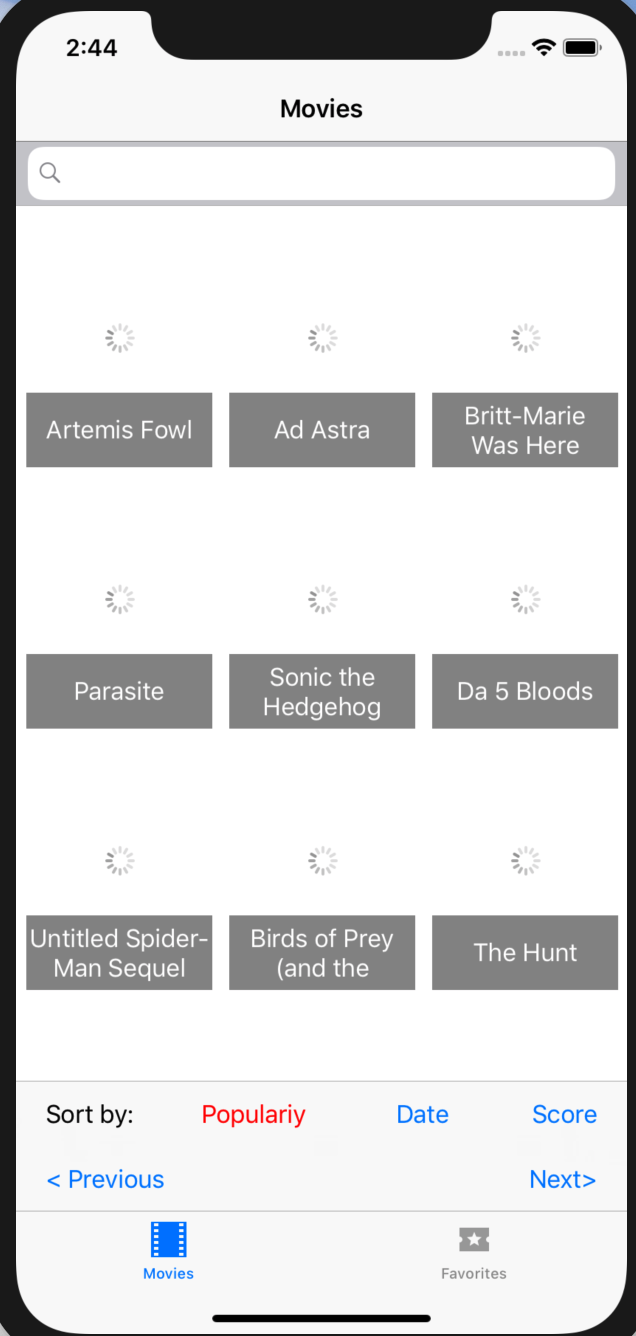 2:44
Movies
Artemis Fowl
Ad Astra
Britt-Marie
Was Here
Parasite
Sonic the
Hedgehog
Da 5 Bloods
Untitled Spider-
Man Sequel
Birds of Prey
(and the
The Hunt
Sort by: Populariy Date Score
< Previous Next>
Movies Favorites